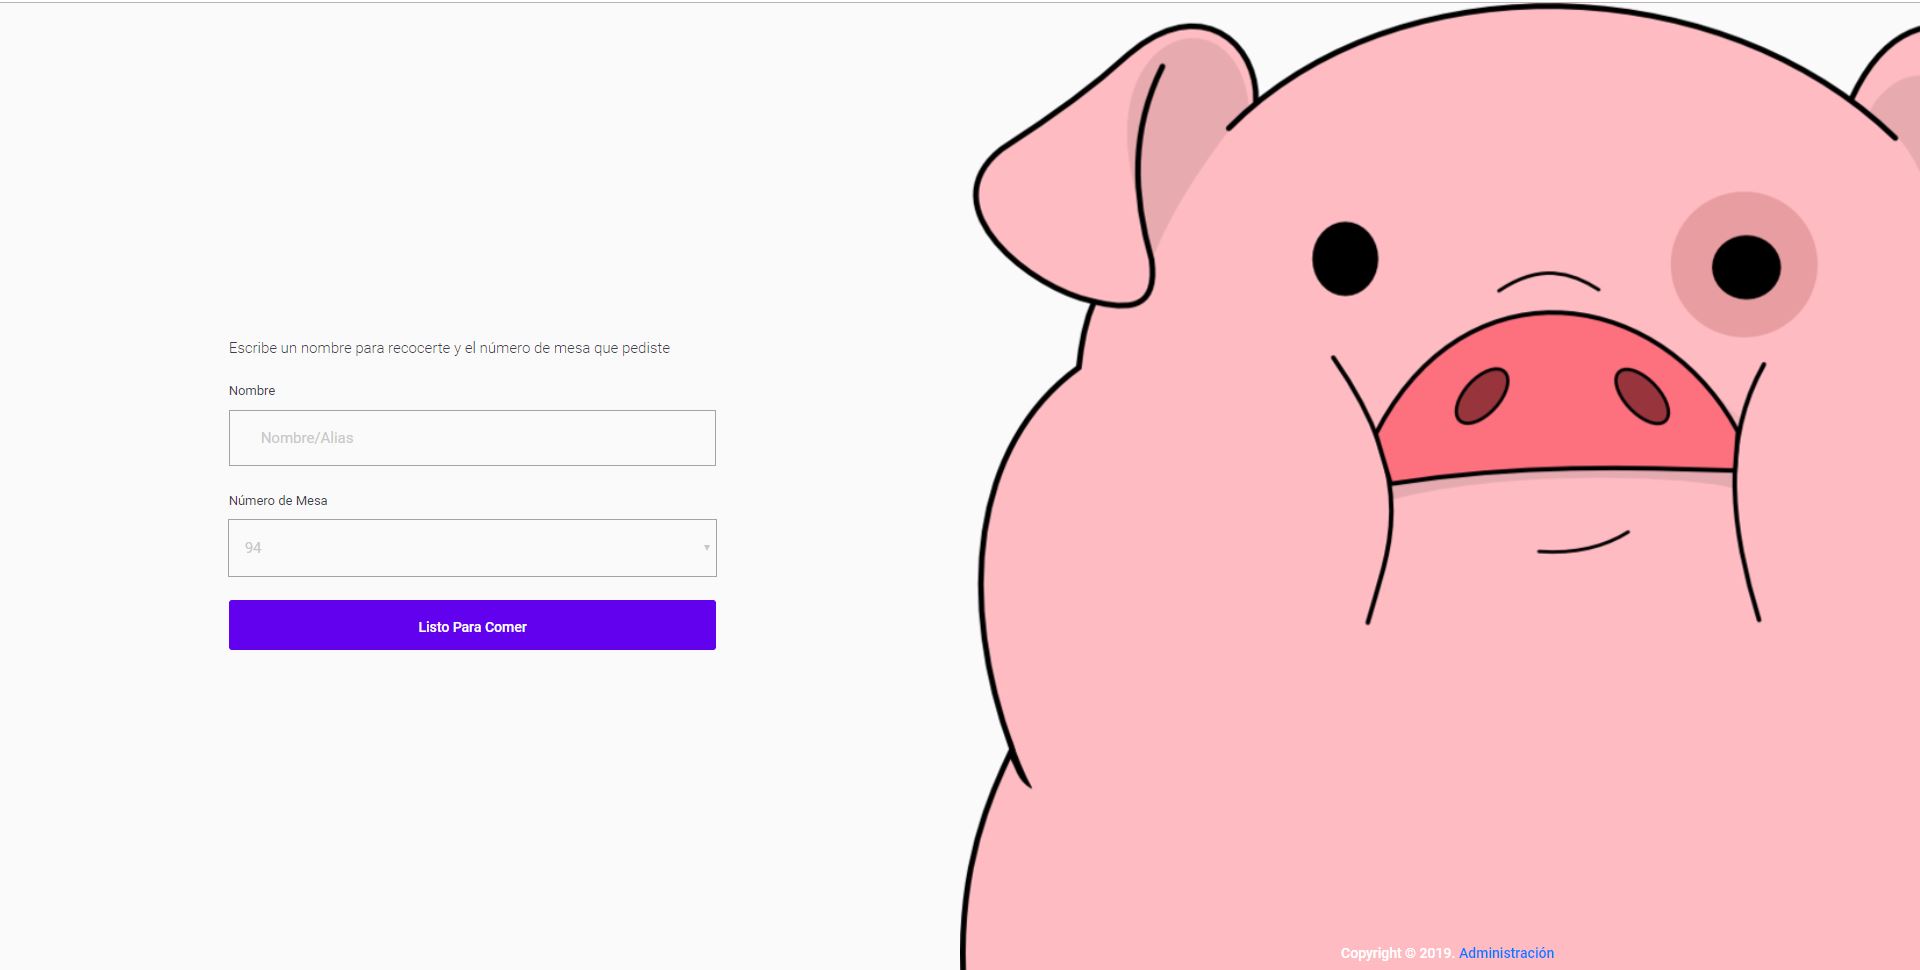 Escribe un nombre para recocerte y el número de mesa que pediste
Nombre
Nombre/Alias
Número de Mesa
94
Listo Para Comer
Copyright © 2019. Administración